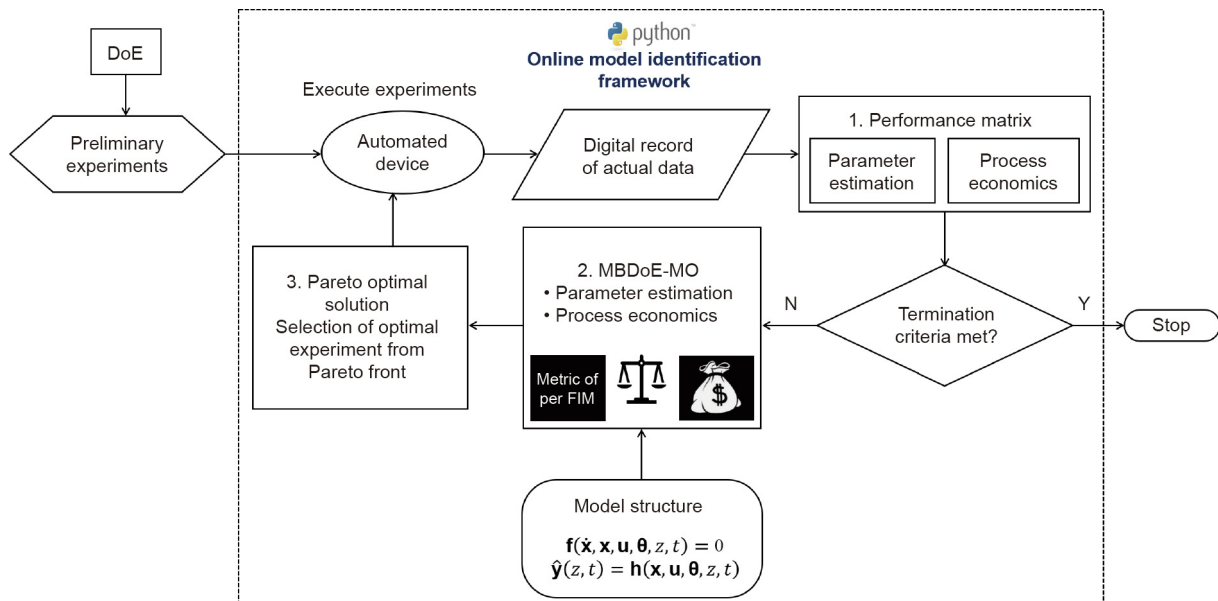 DoE
Preliminary
experiments
python™
Online model identification
framework
Execute experiments
Automated
device
Digital record
of actual data
1. Performance matrix
Parameter
estimation
Process
economics
Termination
criteria met?
Y
Stop
N
2. MBDoE-MO
• Parameter estimation
• Process economics
Metric of
per FIM
$
3. Pareto optimal
solution
Selection of optimal
experiment from
Pareto front
Model structure
f(ẋ, x, u, θ, z, t) = 0
ŷ(z, t) = h(x, u, θ, z, t)